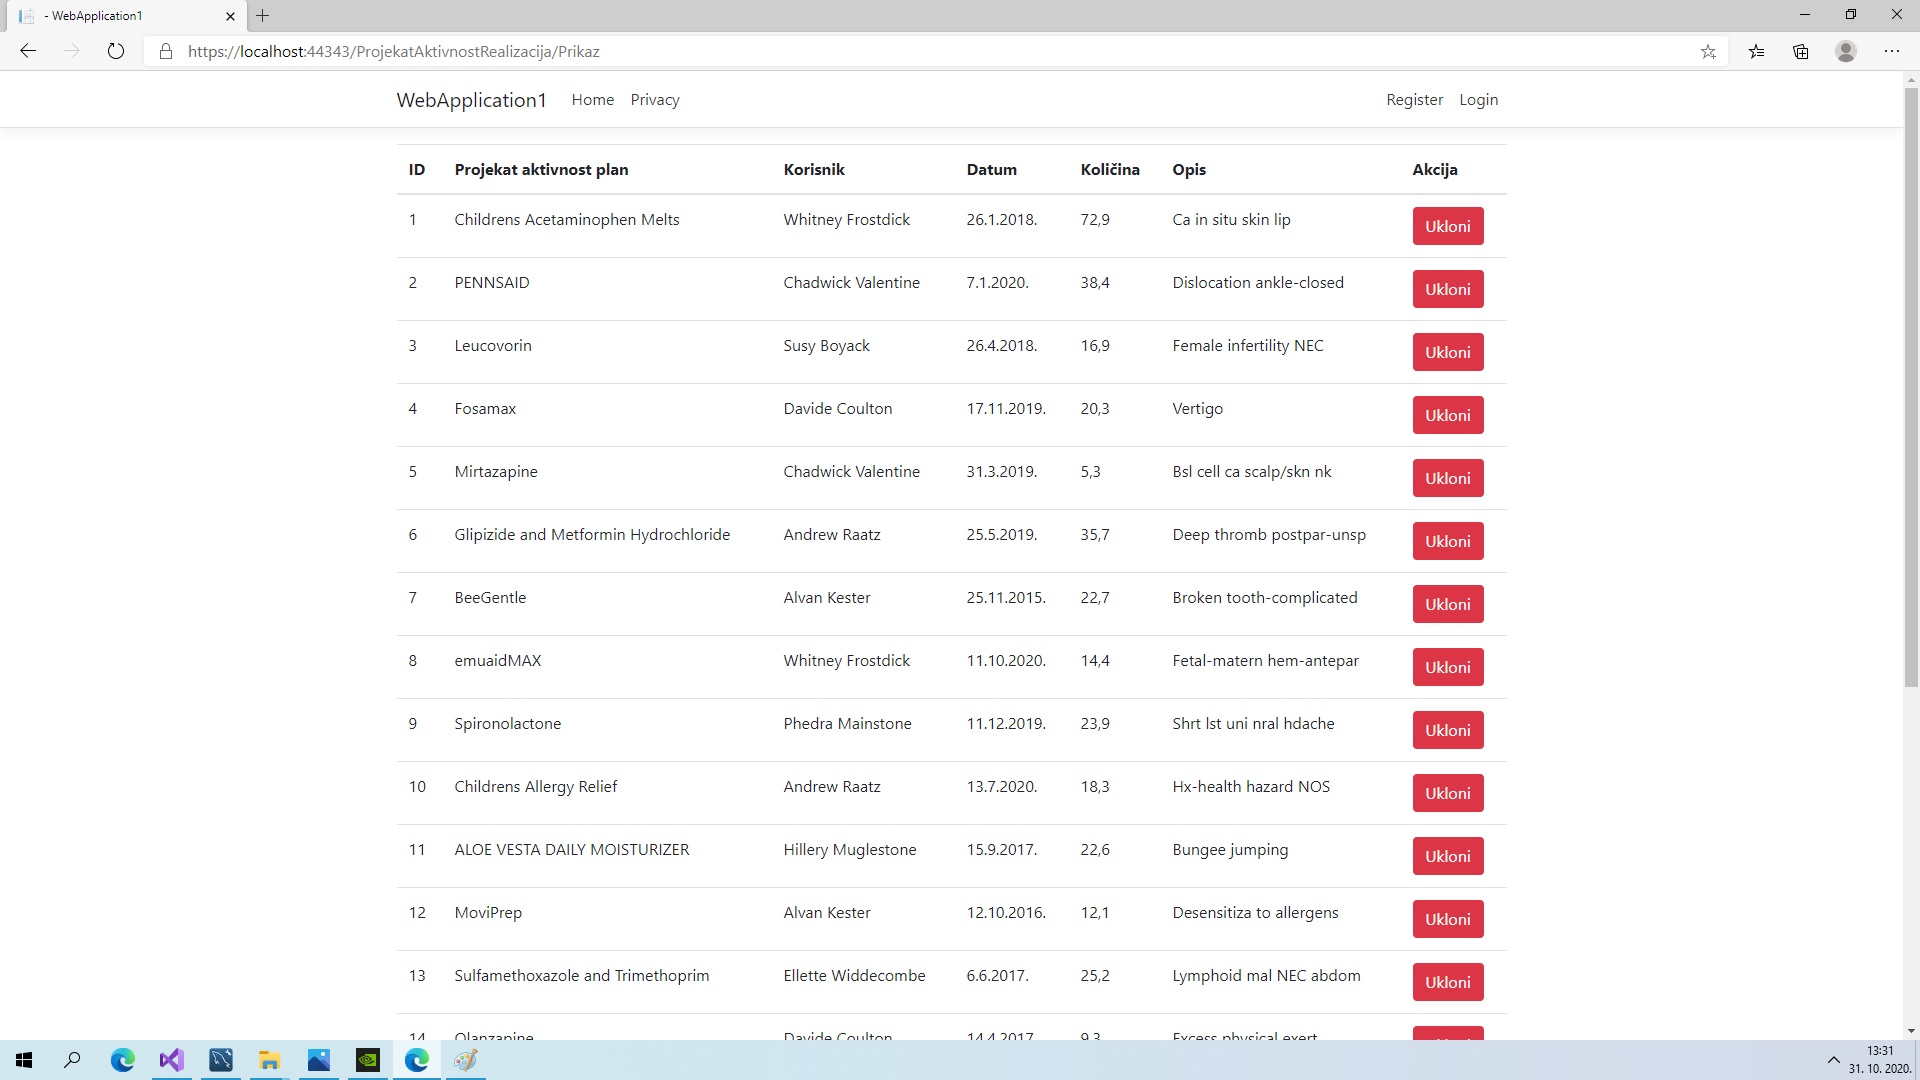 - WebApplication1
https://localhost:44343/ProjekatAktivnostRealizacija/Prikaz
WebApplication1 Home Privacy Register Login
ID Projekat aktivnost plan Korisnik Datum Količina Opis Akcija
1 Childrens Acetaminophen Melts Whitney Frostdick 26.1.2018. 72,9 Ca in situ skin lip Ukloni
2 PENNSAID Chadwick Valentine 7.1.2020. 38,4 Dislocation ankle-closed Ukloni
3 Leucovorin Susy Boyack 26.4.2018. 16,9 Female infertility NEC Ukloni
4 Fosamax Davide Coulton 17.11.2019. 20,3 Vertigo Ukloni
5 Mirtazapine Chadwick Valentine 31.3.2019. 5,3 Bsl cell ca scalp/skn nk Ukloni
6 Glipizide and Metformin Hydrochloride Andrew Raatz 25.5.2019. 35,7 Deep thromb postpar-unsp Ukloni
7 BeeGentle Alvan Kester 25.11.2015. 22,7 Broken tooth-complicated Ukloni
8 emuaidMAX Whitney Frostdick 11.10.2020. 14,4 Fetal-matern hem-antepar Ukloni
9 Spironolactone Phedra Mainstone 11.12.2019. 23,9 Shrt lst uni nral hdache Ukloni
10 Childrens Allergy Relief Andrew Raatz 13.7.2020. 18,3 Hx-health hazard NOS Ukloni
11 ALOE VESTA DAILY MOISTURIZER Hillery Muglestone 15.9.2017. 22,6 Bungee jumping Ukloni
12 MoviPrep Alvan Kester 12.10.2016. 12,1 Desensitiza to allergens Ukloni
13 Sulfamethoxazole and Trimethoprim Ellette Widdecombe 6.6.2017. 25,2 Lymphoid mal NEC abdom Ukloni
14 Olanzapine Davide Coulton 14.4.2017. 9,3 Excess physical exert
13:31
31. 10. 2020.